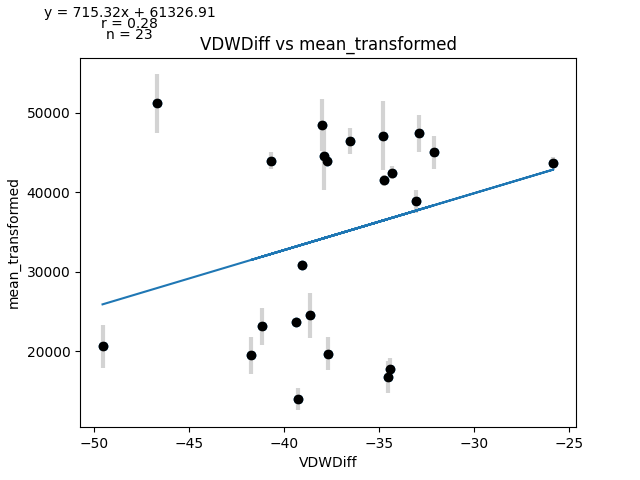 y = 715.32x + 61326.91
r = 0.28
n = 23
VDWDiff vs mean_transformed
mean_transformed
50000
40000
30000
20000
−50
−45
−40
−35
−30
−25
VDWDiff